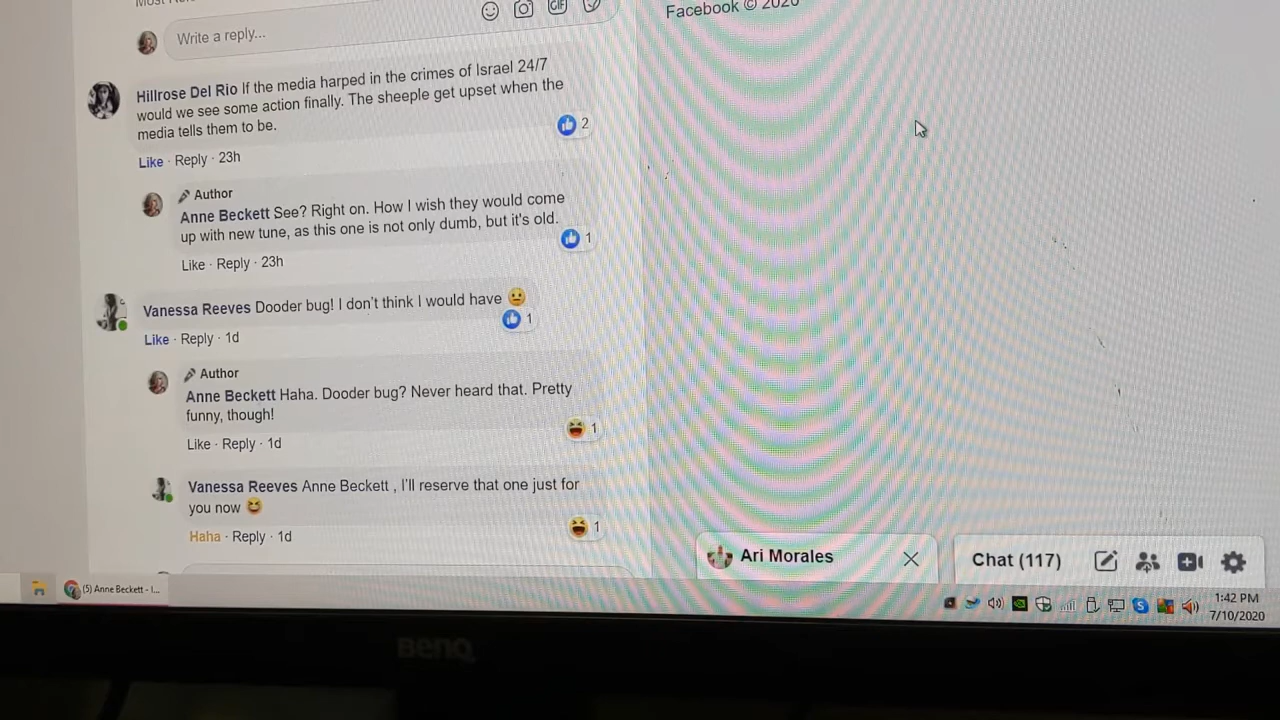 Facebook © 2020
Write a reply...
GIF
Hillrose Del Rio If the media harped in the crimes of Israel 24/7
would we see some action finally. The sheeple get upset when the
media tells them to be.
2
Like · Reply · 23h
Author
Anne Beckett See? Right on. How I wish they would come
up with new tune, as this one is not only dumb, but it's old.
1
Like · Reply · 23h
Vanessa Reeves Dooder bug! I don't think I would have 😐
1
Like · Reply · 1d
Author
Anne Beckett Haha. Dooder bug? Never heard that. Pretty
funny, though!
1
Like · Reply · 1d
Vanessa Reeves Anne Beckett , I'll reserve that one just for
you now 😆
1
Haha · Reply · 1d
Ari Morales
Chat (117)
(5) Anne Beckett - I...
1:42 PM
7/10/2020
BenQ